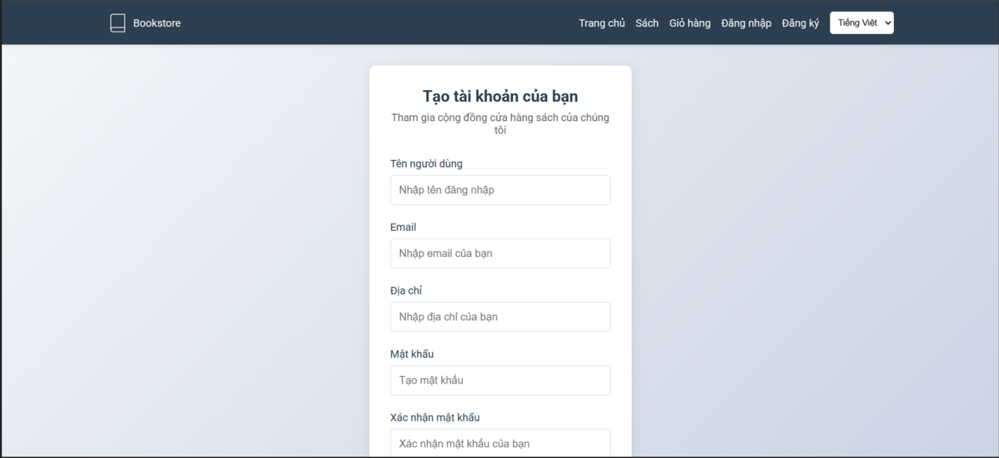 Bookstore
Trang chủ Sách Giỏ hàng Đăng nhập Đăng ký Tiếng Việt
Tạo tài khoản của bạn
Tham gia cộng đồng cửa hàng sách của chúng
tôi
Tên người dùng
Nhập tên đăng nhập
Email
Nhập email của bạn
Địa chỉ
Nhập địa chỉ của bạn
Mật khẩu
Tạo mật khẩu
Xác nhận mật khẩu
Xác nhận mật khẩu của bạn